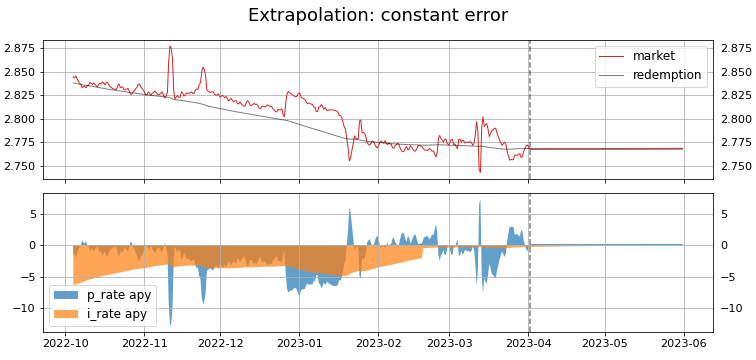 Extrapolation: constant error
2.875 2.875
2.850 2.850
2.825 2.825
2.800 2.800
2.775 2.775
2.750 2.750
market
redemption
5 5
0 0
−5 −5
−10 −10
p_rate apy
i_rate apy
2022-10 2022-11 2022-12 2023-01 2023-02 2023-03 2023-04 2023-05 2023-06